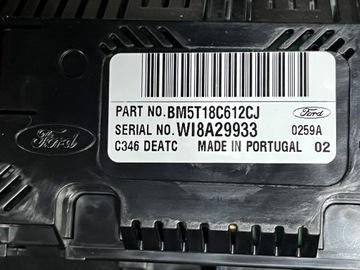 PART NO.BM5T18C612CJ
Ford
SERIAL NO.WI8A29933
0259A
C346 DEATC MADE IN PORTUGAL 02
Ford